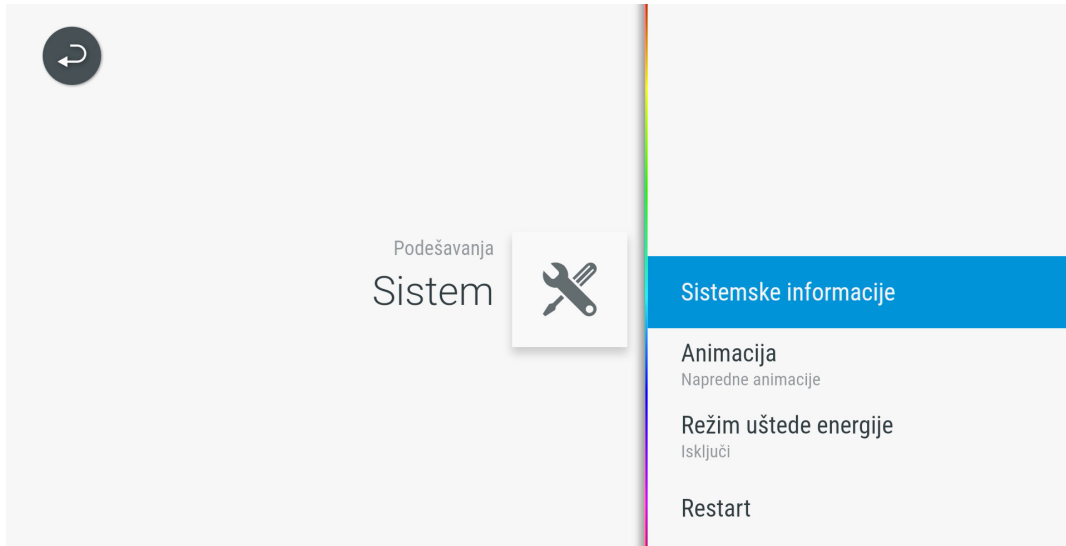 Podešavanja
Sistem
Sistemske informacije
Animacija
Napredne animacije
Režim uštede energije
Isključi
Restart